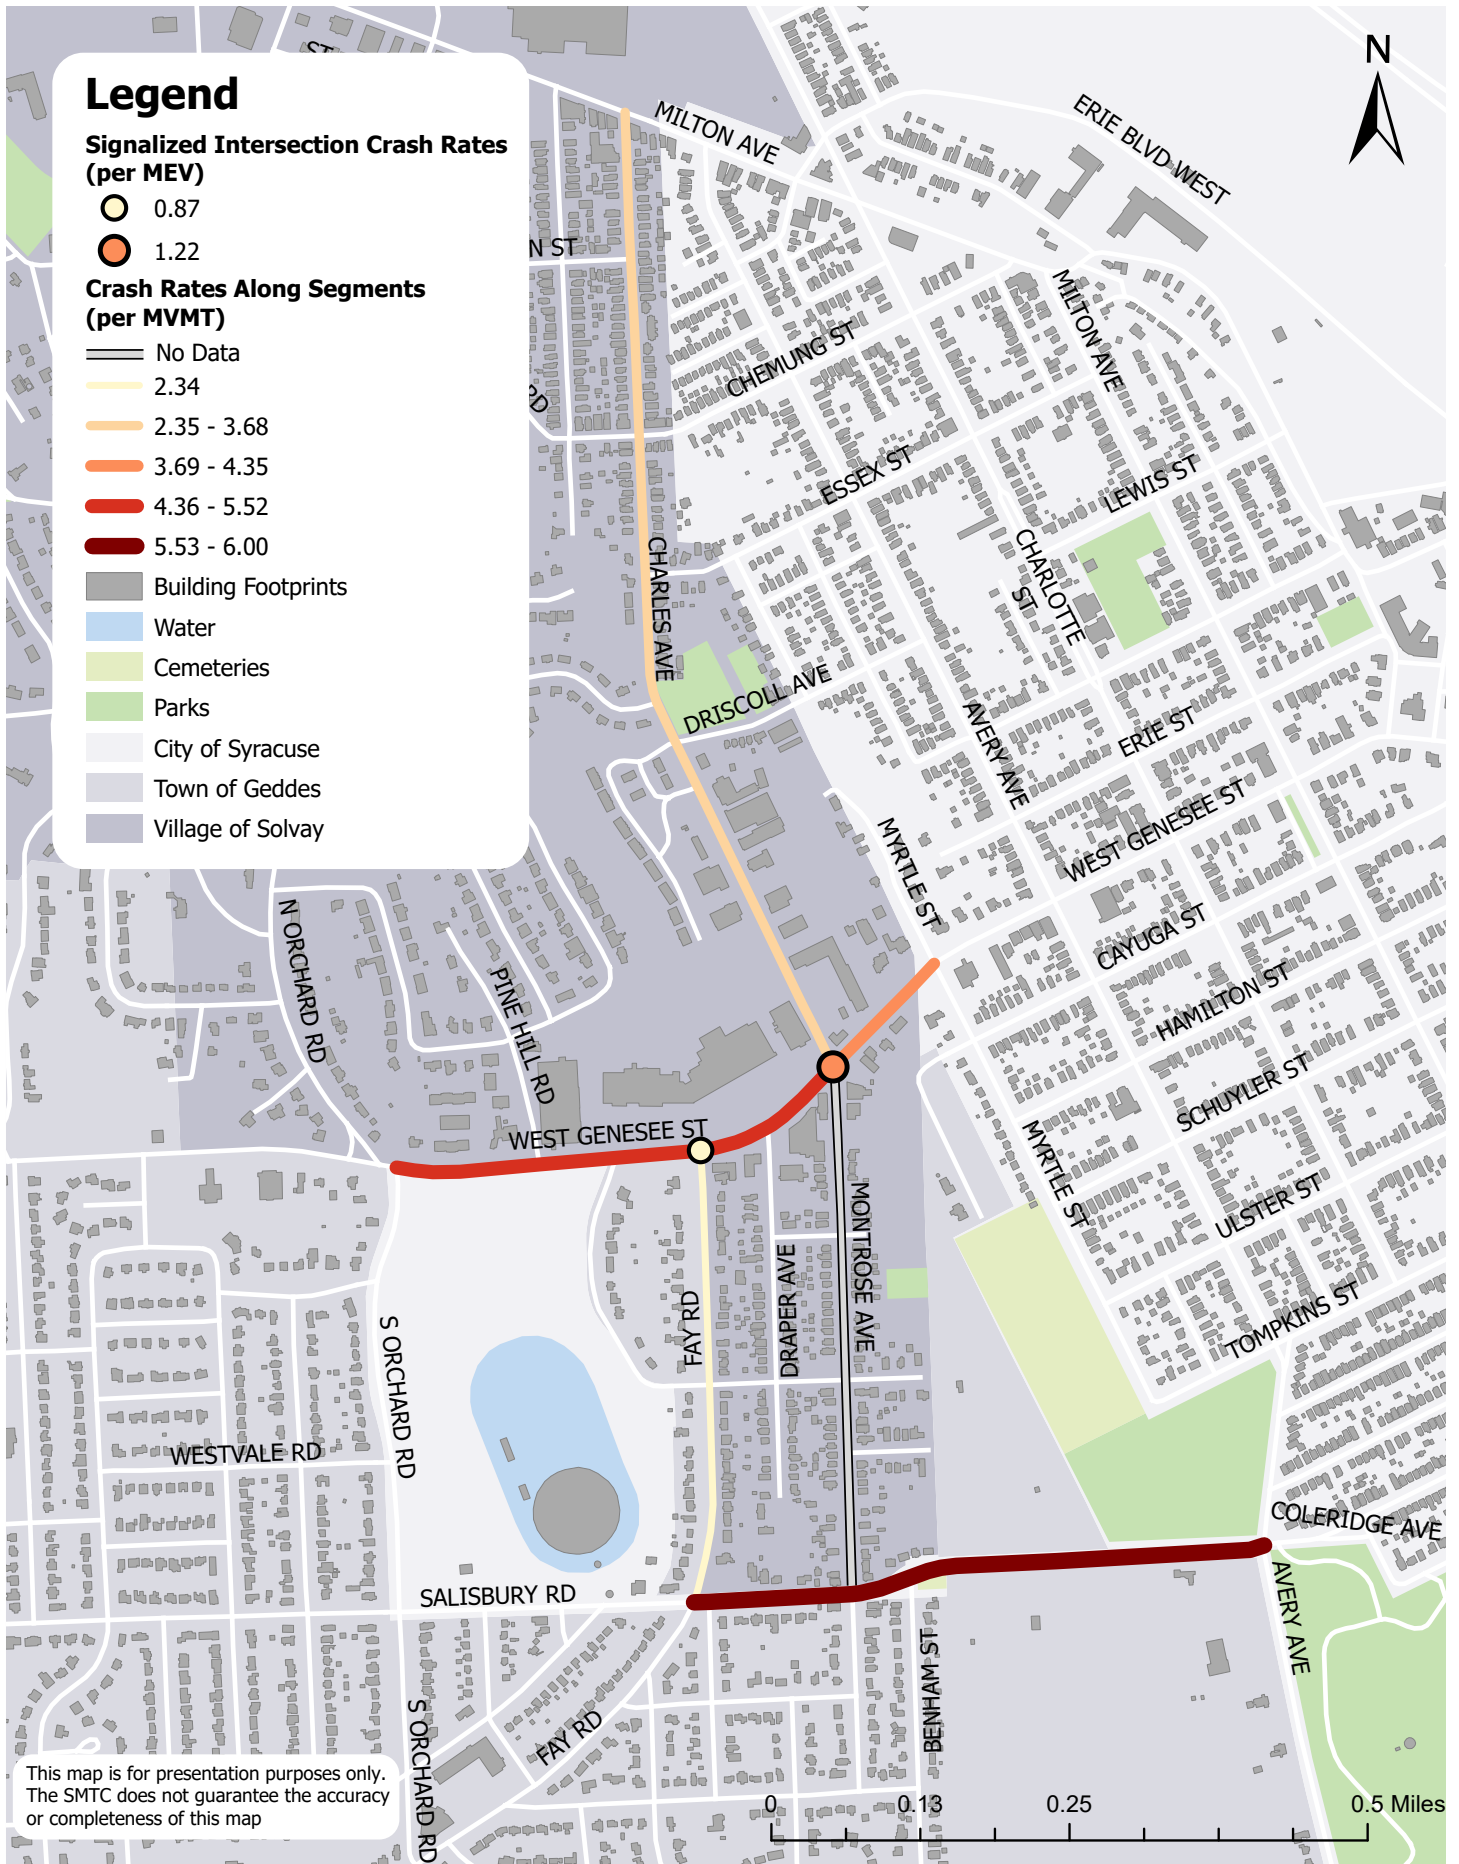 N
ST
MILTON AVE
ERIE BLVD WEST
Legend
Signalized Intersection Crash Rates
(per MEV)
0.87
1.22
Crash Rates Along Segments
(per MVMT)
No Data
2.34
2.35 - 3.68
3.69 - 4.35
4.36 - 5.52
5.53 - 6.00
Building Footprints
Water
Cemeteries
Parks
City of Syracuse
Town of Geddes
Village of Solvay
N ST
RD
MILTON AVE
CHEMUNG ST
ESSEX ST
LEWIS ST
CHARLES AVE
CHARLOTTE
ST
DRISCOLL AVE
AVERY AVE
ERIE ST
WEST GENESEE ST
MYRTLE ST
CAYUGA ST
HAMILTON ST
N ORCHARD RD
PINE HILL RD
SCHUYLER ST
WEST GENESEE ST
MYRTLE ST
ULSTER ST
MONTROSE AVE
DRAPER AVE
FAY RD
TOMPKINS ST
S ORCHARD RD
WESTVALE RD
COLERIDGE AVE
SALISBURY RD
AVERY AVE
BENHAM ST
FAY RD
S ORCHARD RD
This map is for presentation purposes only.
The SMTC does not guarantee the accuracy
or completeness of this map
0 0.13 0.25 0.5 Miles